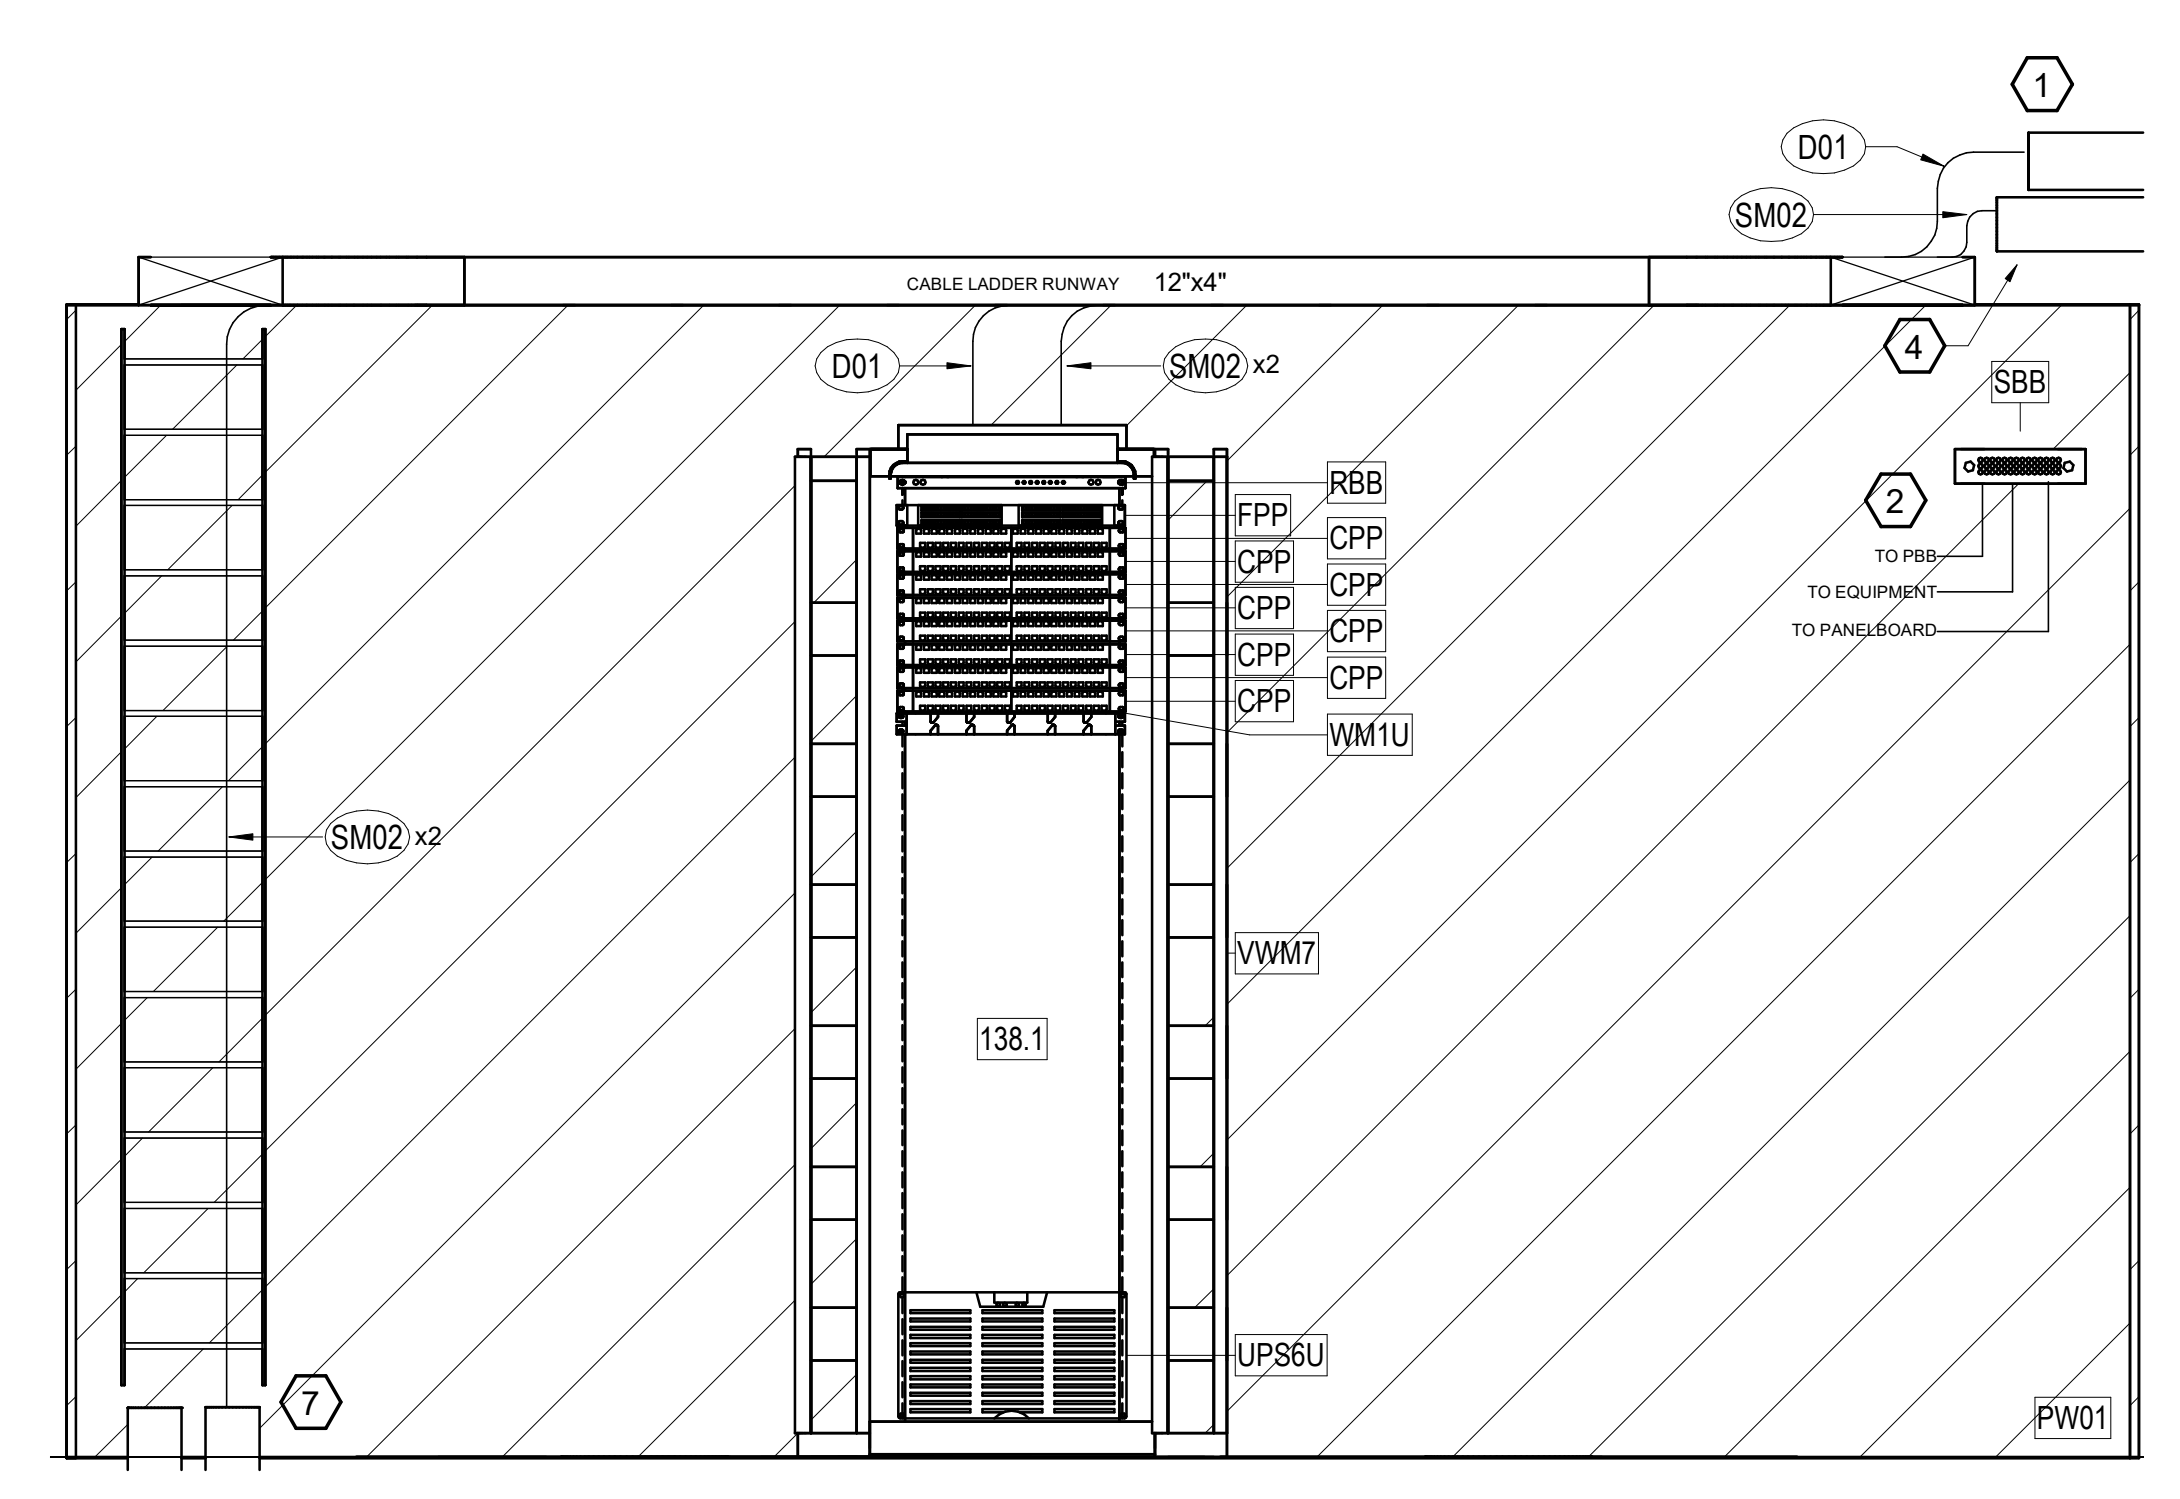 1
D01
SM02
CABLE LADDER RUNWAY 12"x4"
4
D01
SM02 x2
SBB
RBB
2
FPP
CPP
CPP
TO PBB
CPP
TO EQUIPMENT
CPP
TO PANELBOARD
CPP
CPP
CPP
CPP
WM1U
SM02 x2
VWM7
138.1
UPS6U
7
PW01